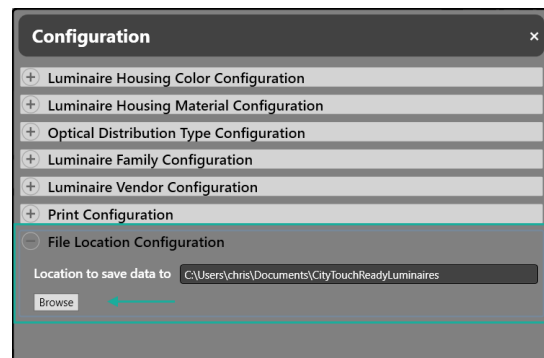 Configuration
Luminaire Housing Color Configuration
Luminaire Housing Material Configuration
Optical Distribution Type Configuration
Luminaire Family Configuration
Luminaire Vendor Configuration
Print Configuration
File Location Configuration
Location to save data to C:\Users\chris\Documents\CityTouchReadyLuminaires
Browse